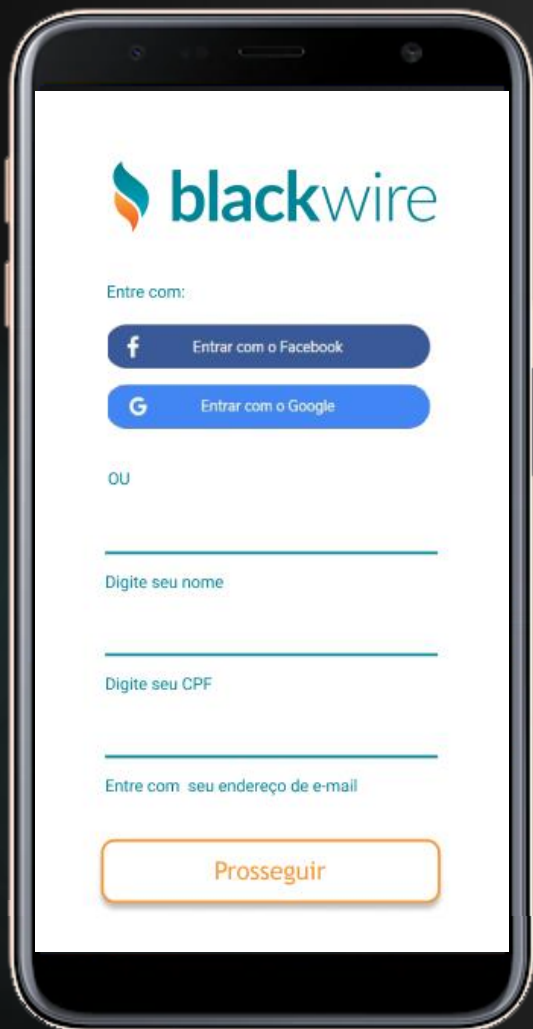 blackwire
Entre com:
Entrar com o Facebook
Entrar com o Google
OU
Digite seu nome
Digite seu CPF
Entre com seu endereço de e-mail
Prosseguir